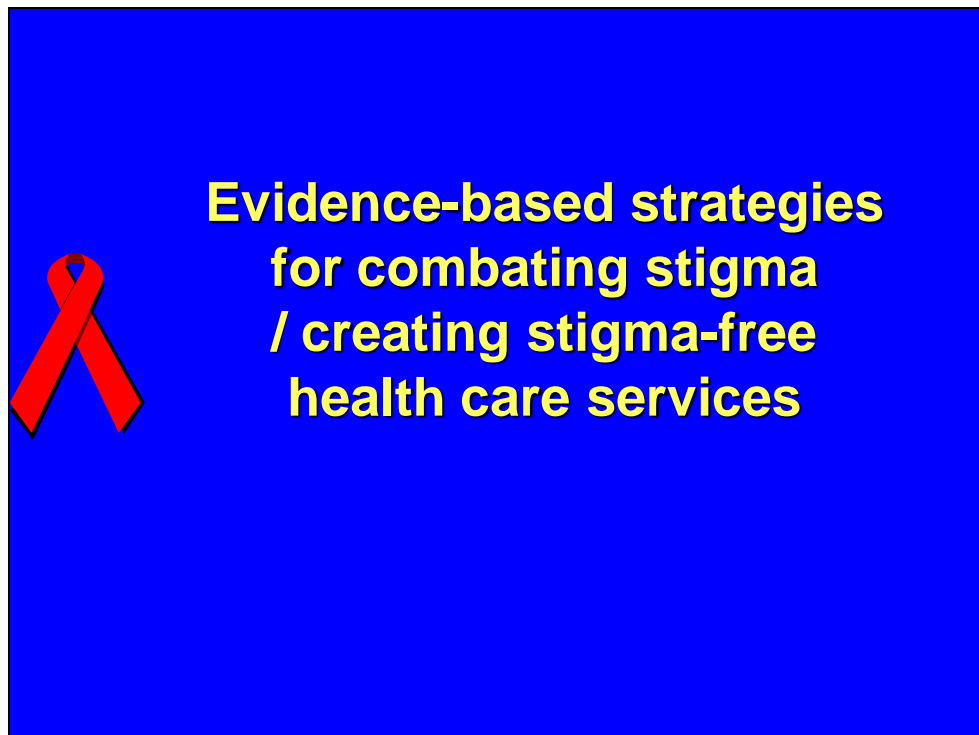 Evidence-based strategies
for combating stigma
/ creating stigma-free
health care services